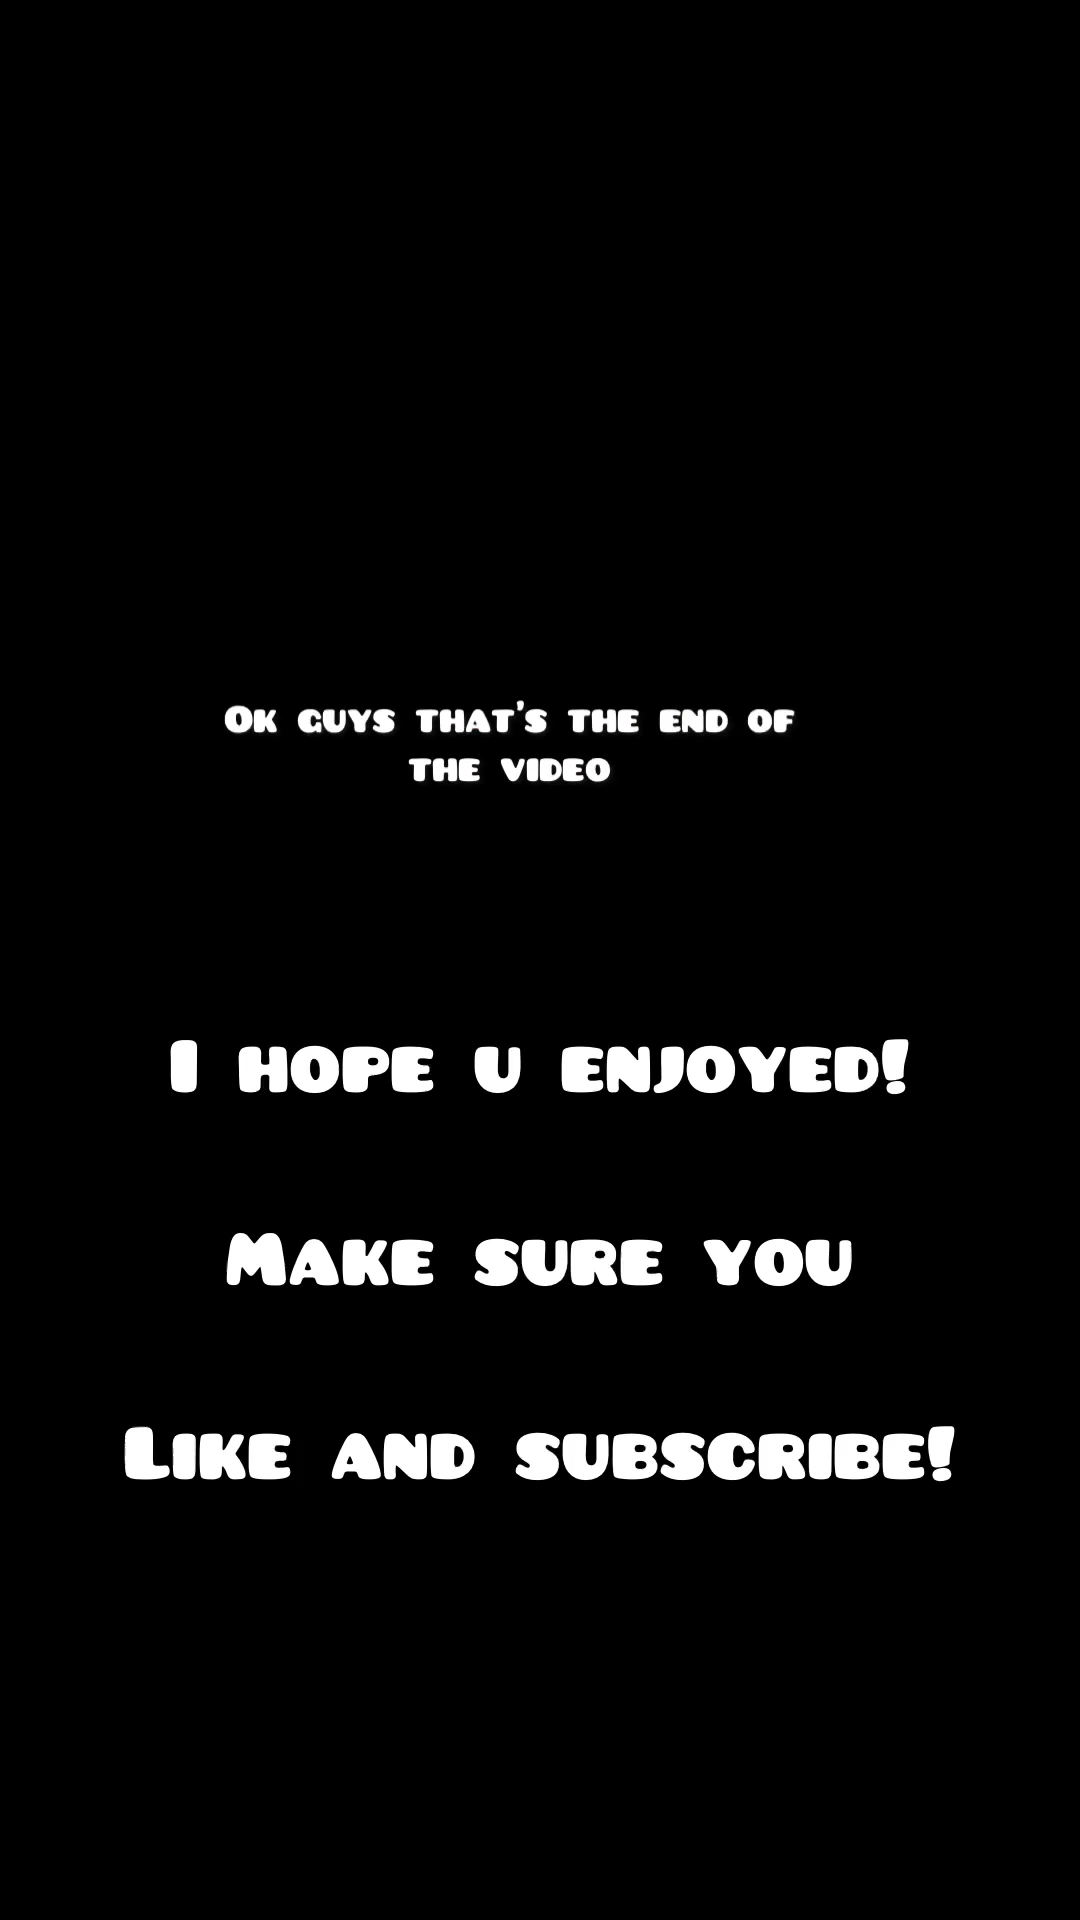 Ok guys that's the end of
the video
I hope u enjoyed!
Make sure you
Like and subscribe!